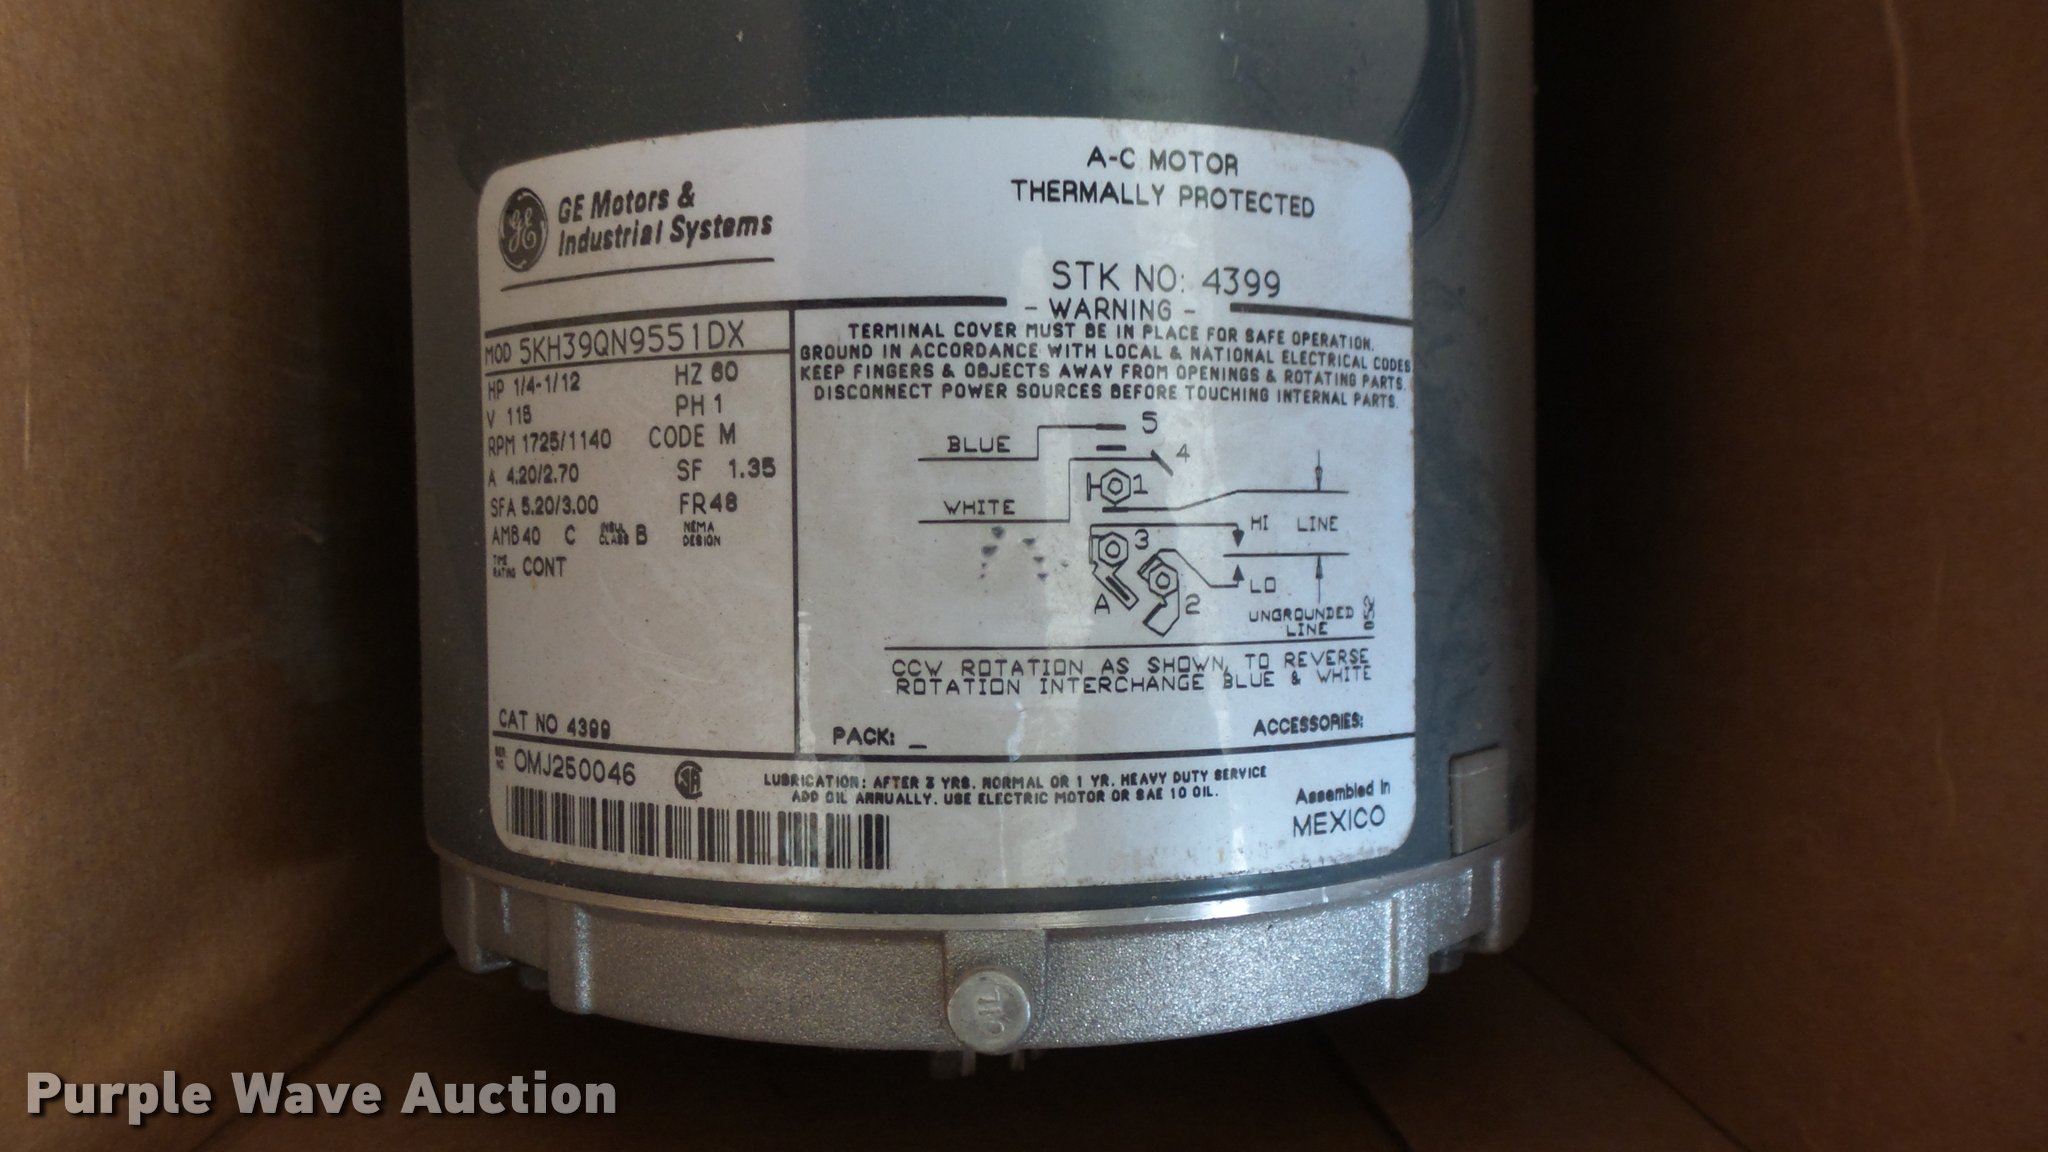 GE
GE Motors &
Industrial Systems
A-C MOTOR
THERMALLY PROTECTED
STK NO: 4399
- WARNING -
TERMINAL COVER MUST BE IN PLACE FOR SAFE OPERATION.
GROUND IN ACCORDANCE WITH LOCAL & NATIONAL ELECTRICAL CODES
KEEP FINGERS & OBJECTS AWAY FROM OPENINGS & ROTATING PARTS.
DISCONNECT POWER SOURCES BEFORE TOUCHING INTERNAL PARTS.
MOD 5KH39QN9551DX
HP 1/4-1/12 HZ 60
V 115 PH 1
RPM 1725/1140 CODE M
A 4.20/2.70 SF 1.35
SFA 5.20/3.00 FR 48
AMB 40 C INSUL CLASS B NEMA DESIGN
TIME RATING CONT
CAT NO 4399
BLUE 5
4
WHITE 1
HI LINE
3
A 2 LO
UNGROUNDED
LINE
052
CCW ROTATION AS SHOWN, TO REVERSE
ROTATION INTERCHANGE BLUE & WHITE
PACK: _ ACCESSORIES:
SER NO OMJ250046
LUBRICATION: AFTER 3 YRS. NORMAL OR 1 YR. HEAVY DUTY SERVICE
ADD OIL ANNUALLY. USE ELECTRIC MOTOR OR SAE 10 OIL.
Assembled in
MEXICO
OIL
Purple Wave Auction